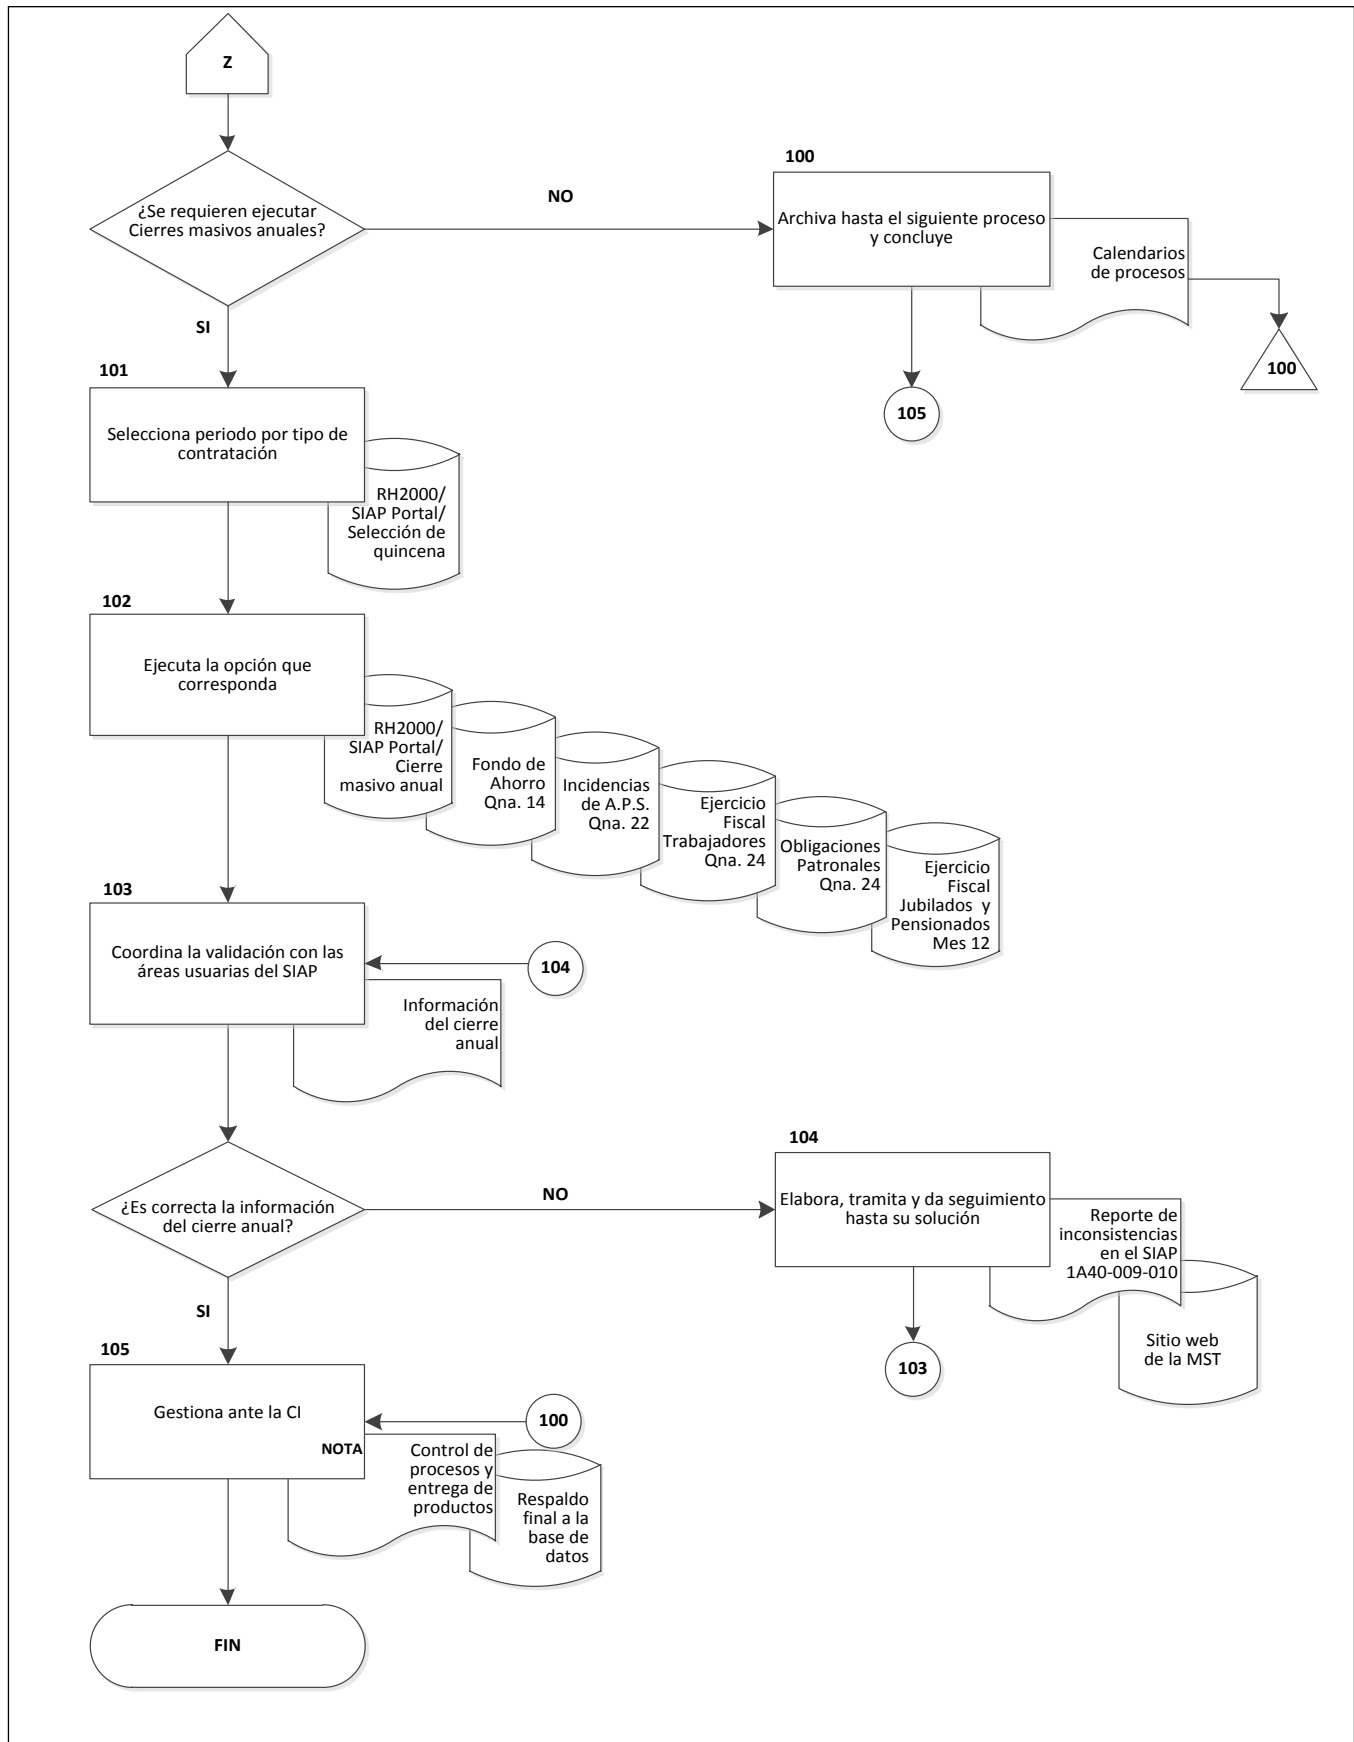 Z
¿Se requieren ejecutar
Cierres masivos anuales?
NO
100
Archiva hasta el siguiente proceso
y concluye
Calendarios
de procesos
100
105
SI
101
Selecciona periodo por tipo de
contratación
RH2000/
SIAP Portal/
Selección de
quincena
102
Ejecuta la opción que
corresponda
RH2000/
SIAP Portal/
Cierre
masivo anual
Fondo de
Ahorro
Qna. 14
Incidencias
de A.P.S.
Qna. 22
Ejercicio
Fiscal
Trabajadores
Qna. 24
Obligaciones
Patronales
Qna. 24
Ejercicio
Fiscal
Jubilados y
Pensionados
Mes 12
103
Coordina la validación con las
áreas usuarias del SIAP
104
Información
del cierre
anual
¿Es correcta la información
del cierre anual?
NO
104
Elabora, tramita y da seguimiento
hasta su solución
Reporte de
inconsistencias
en el SIAP
1A40-009-010
Sitio web
de la MST
103
SI
105
Gestiona ante la CI
NOTA
100
Control de
procesos y
entrega de
productos
Respaldo
final a la
base de
datos
FIN